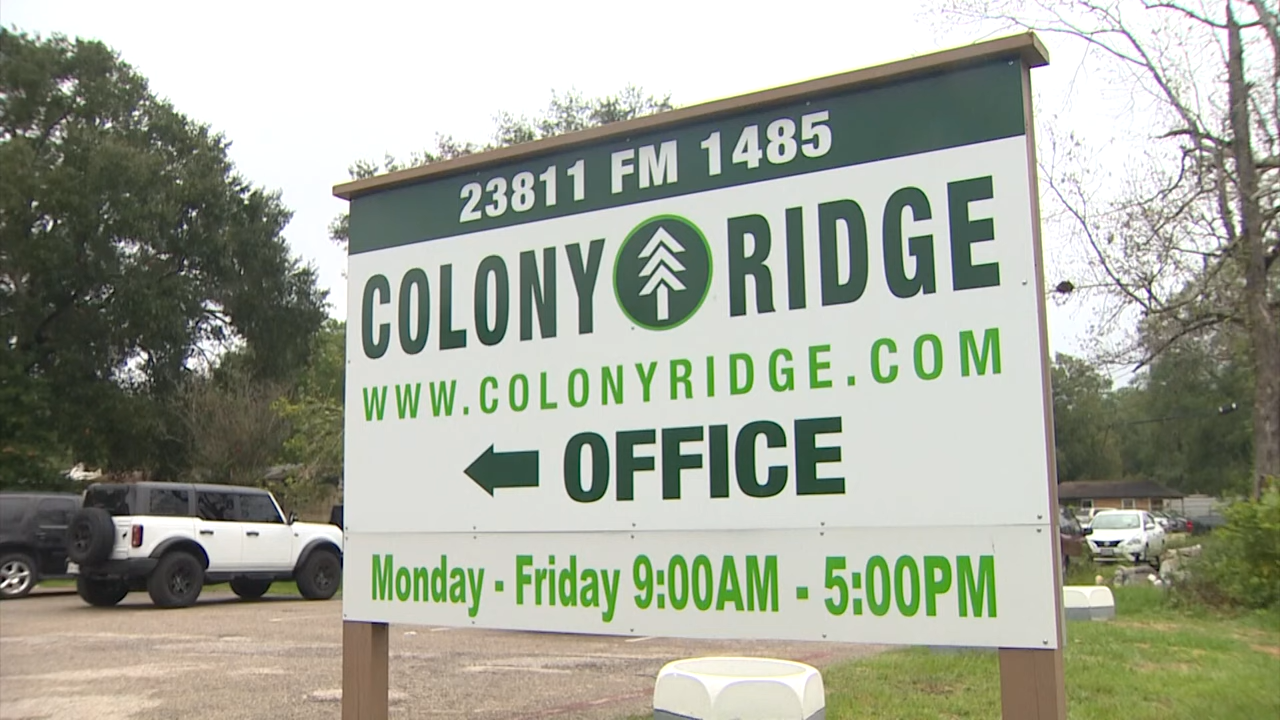 23811 FM 1485
COLONY RIDGE
WWW.COLONYRIDGE.COM
OFFICE
Monday - Friday 9:00AM - 5:00PM